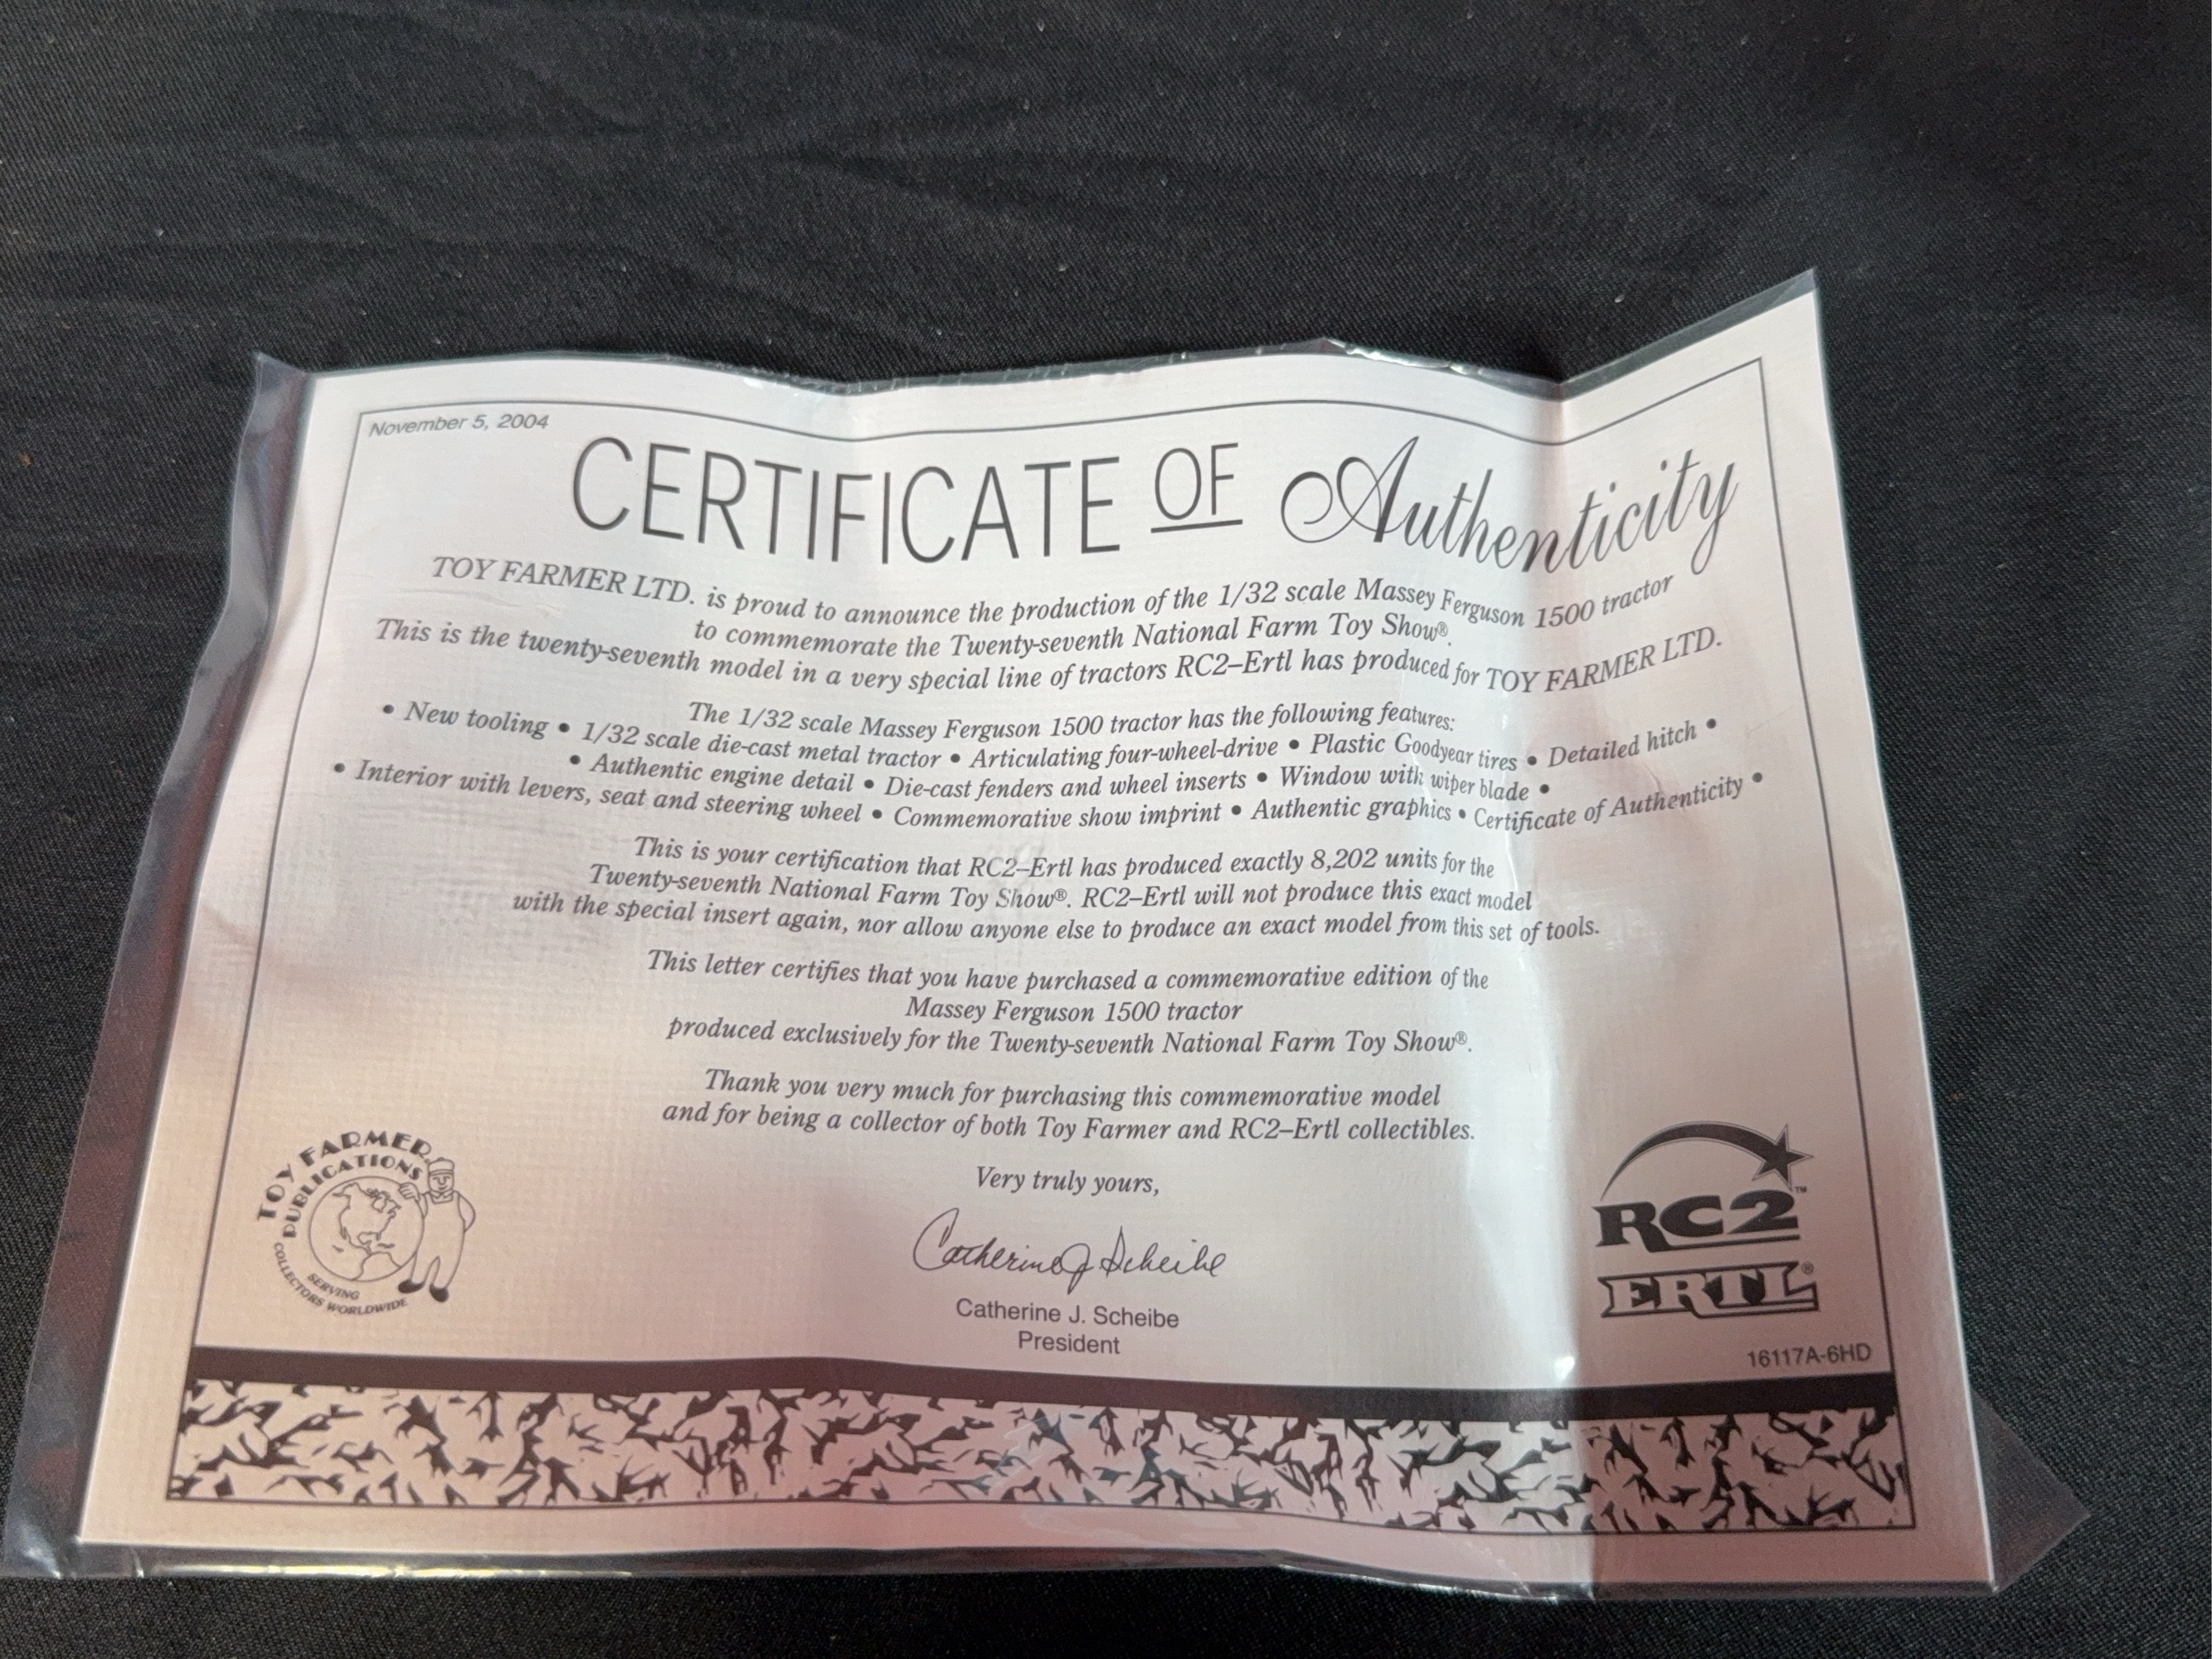 November 5, 2004
CERTIFICATE OF Authenticity
TOY FARMER LTD. is proud to announce the production of the 1/32 scale Massey Ferguson 1500 tractor
to commemorate the Twenty-seventh National Farm Toy Show®.
This is the twenty-seventh model in a very special line of tractors RC2–Ertl has produced for TOY FARMER LTD.
The 1/32 scale Massey Ferguson 1500 tractor has the following features:
• New tooling • 1/32 scale die-cast metal tractor • Articulating four-wheel-drive • Plastic Goodyear tires • Detailed hitch •
• Authentic engine detail • Die-cast fenders and wheel inserts • Window with wiper blade •
• Interior with levers, seat and steering wheel • Commemorative show imprint • Authentic graphics • Certificate of Authenticity •
This is your certification that RC2–Ertl has produced exactly 8,202 units for the
Twenty-seventh National Farm Toy Show®. RC2–Ertl will not produce this exact model
with the special insert again, nor allow anyone else to produce an exact model from this set of tools.
This letter certifies that you have purchased a commemorative edition of the
Massey Ferguson 1500 tractor
produced exclusively for the Twenty-seventh National Farm Toy Show®.
Thank you very much for purchasing this commemorative model
and for being a collector of both Toy Farmer and RC2–Ertl collectibles.
Very truly yours,
Catherine J Scheibe
Catherine J. Scheibe
President
TOY FARMER
PUBLICATIONS
SERVING
COLLECTORS WORLDWIDE
RC2™
ERTL®
16117A-6HD